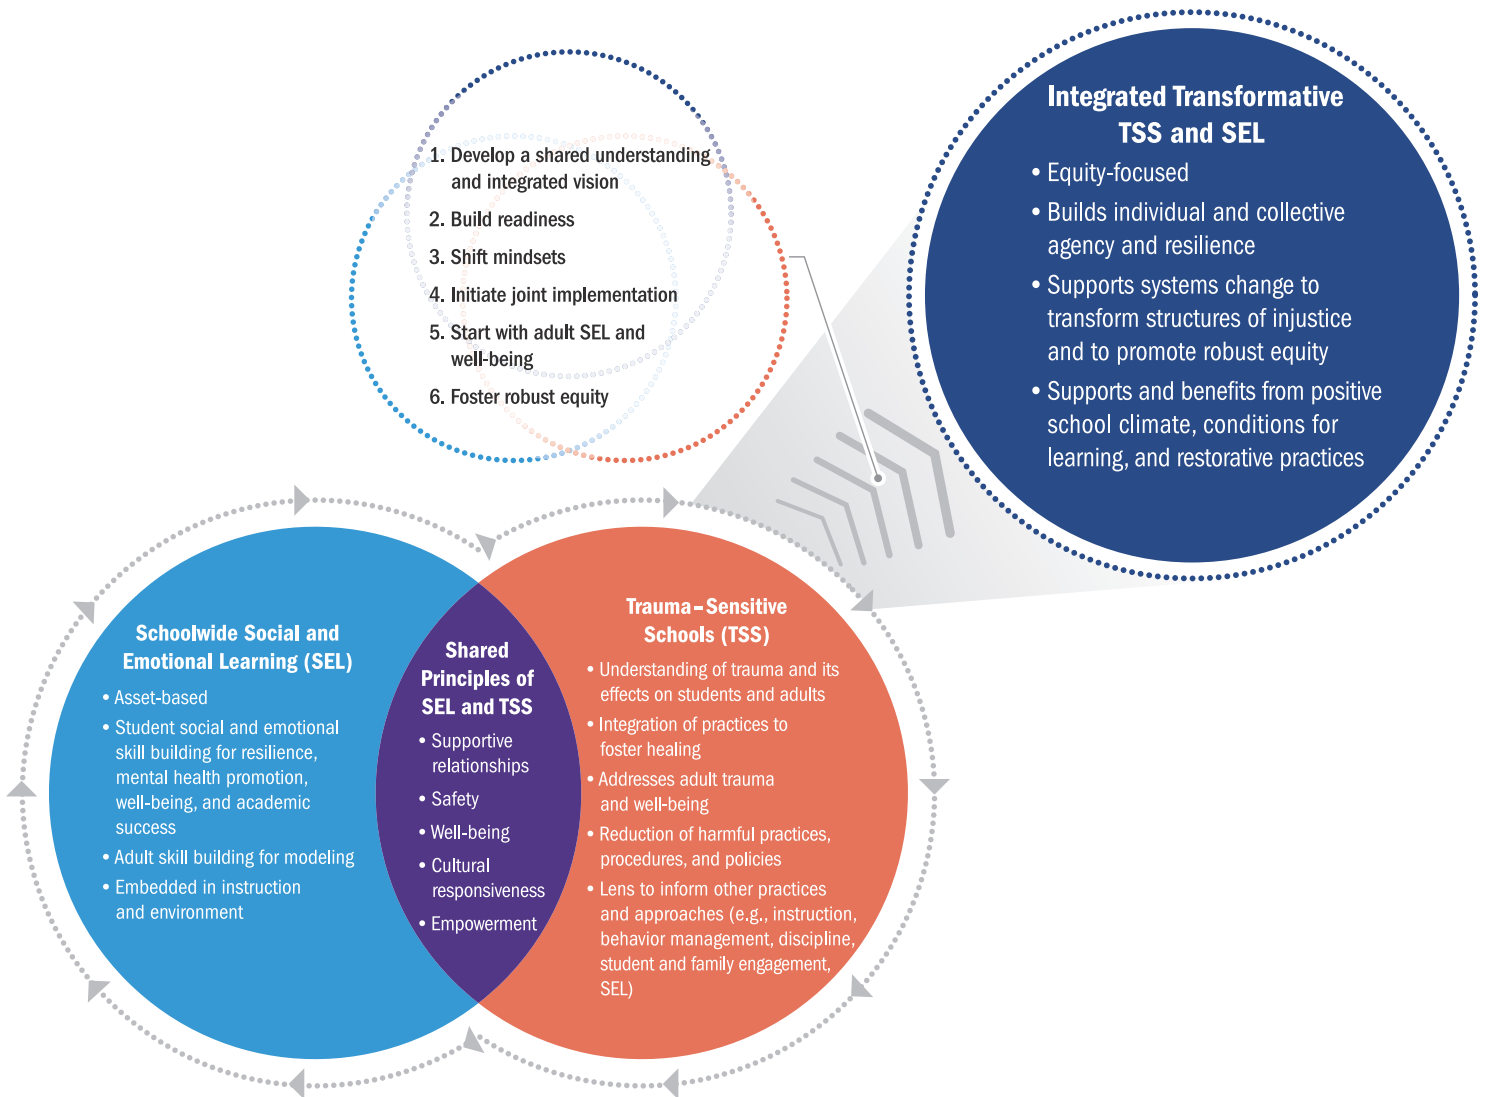 1. Develop a shared understanding
and integrated vision
2. Build readiness
3. Shift mindsets
4. Initiate joint implementation
5. Start with adult SEL and
well-being
6. Foster robust equity
Integrated Transformative
TSS and SEL
• Equity-focused
• Builds individual and collective
agency and resilience
• Supports systems change to
transform structures of injustice
and to promote robust equity
• Supports and benefits from positive
school climate, conditions for
learning, and restorative practices
Schoolwide Social and
Emotional Learning (SEL)
• Asset-based
• Student social and emotional
skill building for resilience,
mental health promotion,
well-being, and academic
success
• Adult skill building for modeling
• Embedded in instruction
and environment
Shared
Principles of
SEL and TSS
• Supportive
relationships
• Safety
• Well-being
• Cultural
responsiveness
• Empowerment
Trauma–Sensitive
Schools (TSS)
• Understanding of trauma and its
effects on students and adults
• Integration of practices to
foster healing
• Addresses adult trauma
and well-being
• Reduction of harmful practices,
procedures, and policies
• Lens to inform other practices
and approaches (e.g., instruction,
behavior management, discipline,
student and family engagement,
SEL)